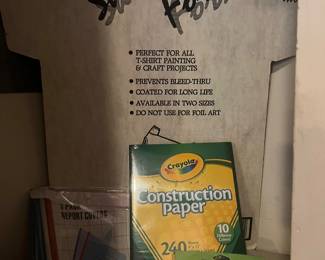 • PERFECT FOR ALL
T-SHIRT PAINTING
& CRAFT PROJECTS
• PREVENTS BLEED-THRU
• COATED FOR LONG LIFE
• AVAILABLE IN TWO SIZES
• DO NOT USE FOR FOIL ART
Crayola
Construction
Paper
10
240
REPORT COVERS